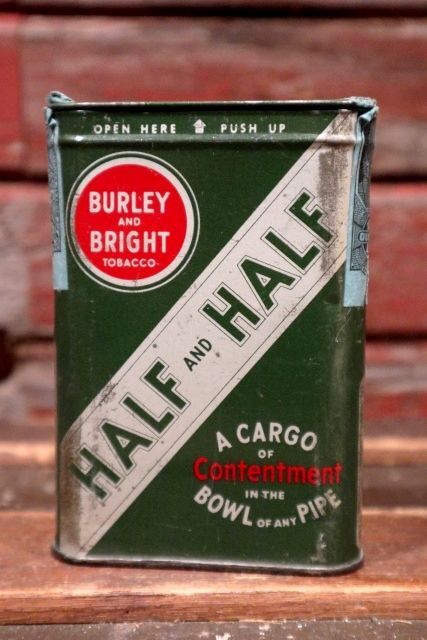 OPEN HERE PUSH UP
BURLEY
AND
BRIGHT
TOBACCO
HALF AND HALF
A CARGO
OF
Contentment
IN THE
BOWL OF ANY PIPE